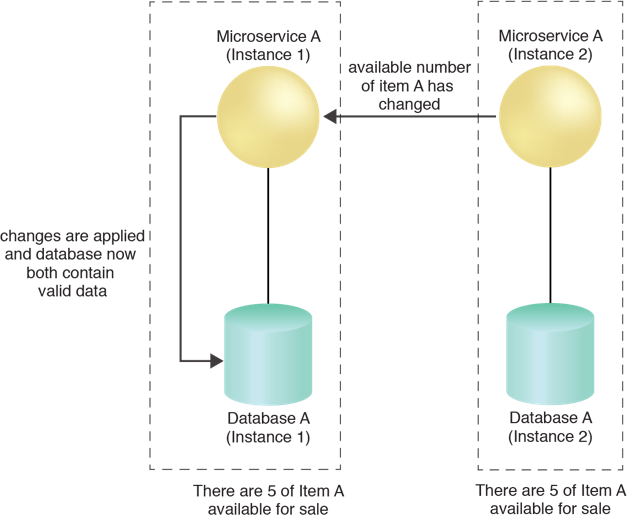 Microservice A
(Instance 1)
Microservice A
(Instance 2)
available number
of item A has
changed
changes are applied
and database now
both contain
valid data
Database A
(Instance 1)
Database A
(Instance 2)
There are 5 of Item A
available for sale
There are 5 of Item A
available for sale